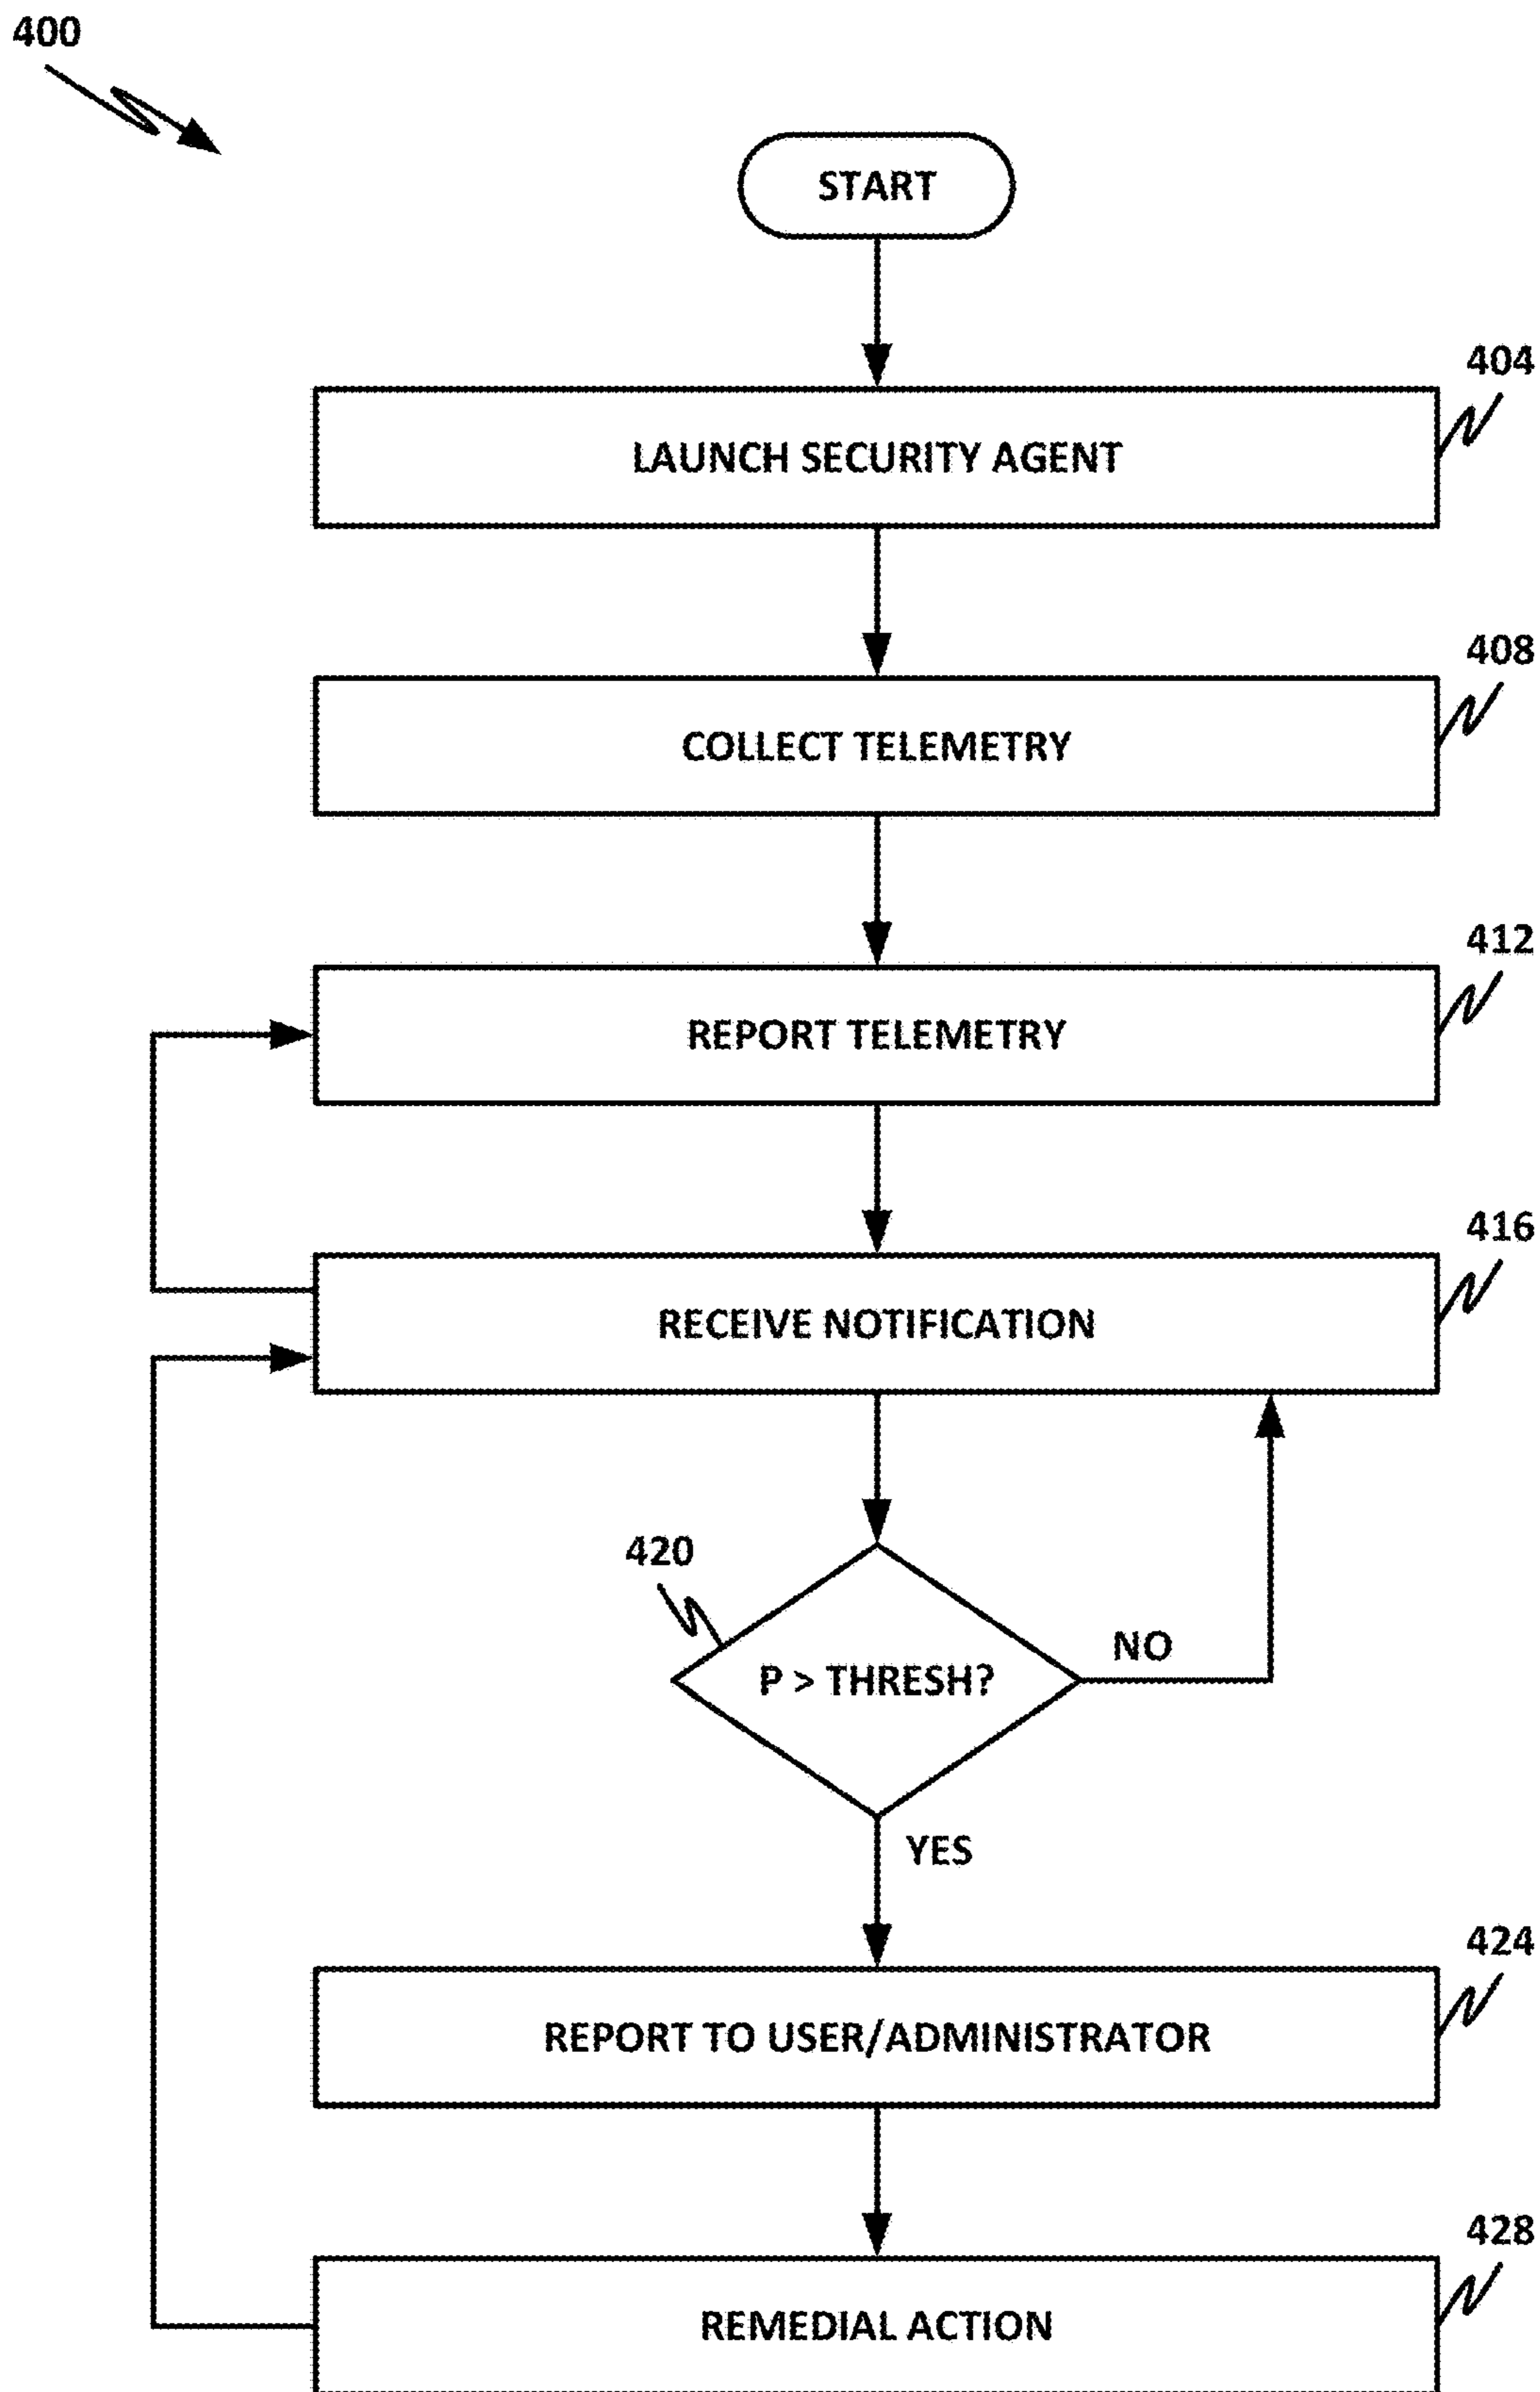 400
START
404
LAUNCH SECURITY AGENT
408
COLLECT TELEMETRY
412
REPORT TELEMETRY
416
RECEIVE NOTIFICATION
420
P > THRESH?
NO
YES
424
REPORT TO USER/ADMINISTRATOR
428
REMEDIAL ACTION